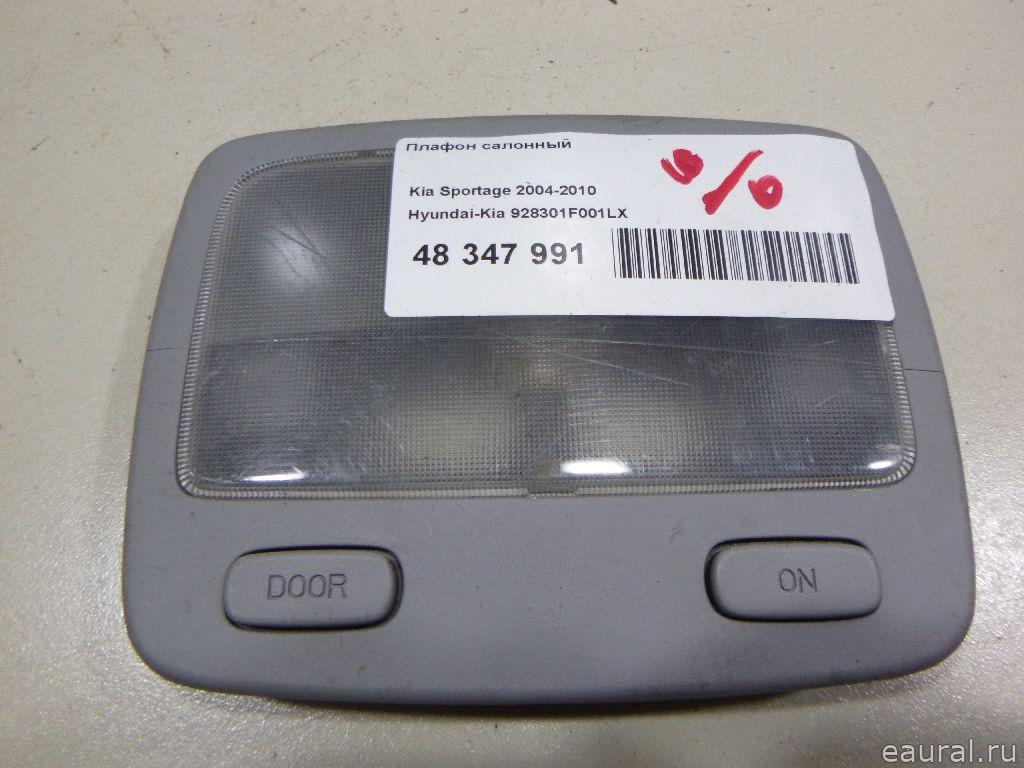 Плафон салонный
Kia Sportage 2004-2010
Hyundai-Kia 928301F001LX
48 347 991
DOOR
ON
eaural.ru